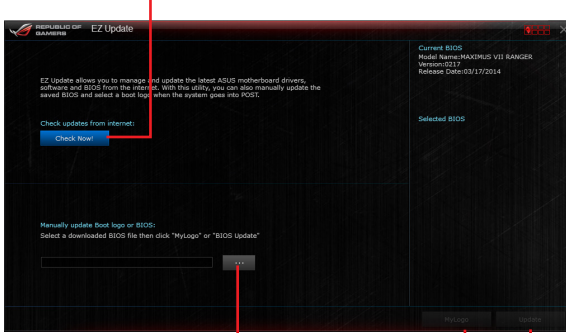 REPUBLIC OF
GAMERS
EZ Update
Current BIOS
Model Name:MAXIMUS VII RANGER
Version:0217
Release Date:03/17/2014
EZ Update allows you to manage and update the latest ASUS motherboard drivers,
software and BIOS from the internet. With this utility, you can also manually update the
saved BIOS and select a boot logo when the system goes into POST.
Selected BIOS
Check updates from internet:
Check Now!
Manually update Boot logo or BIOS:
Select a downloaded BIOS file then click "MyLogo" or "BIOS Update"
...
MyLogo
Update